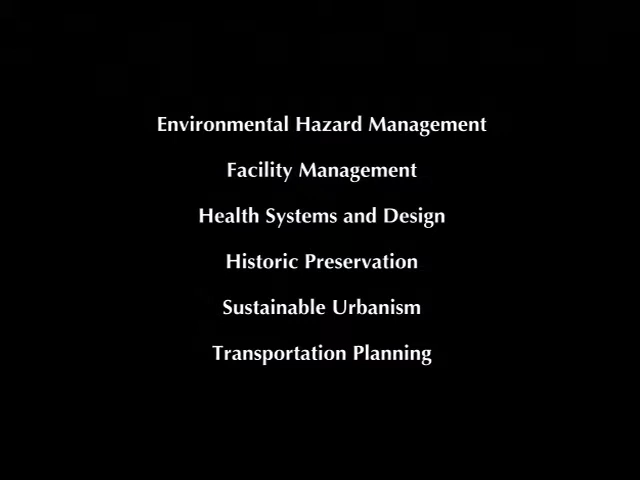 Environmental Hazard Management
Facility Management
Health Systems and Design
Historic Preservation
Sustainable Urbanism
Transportation Planning